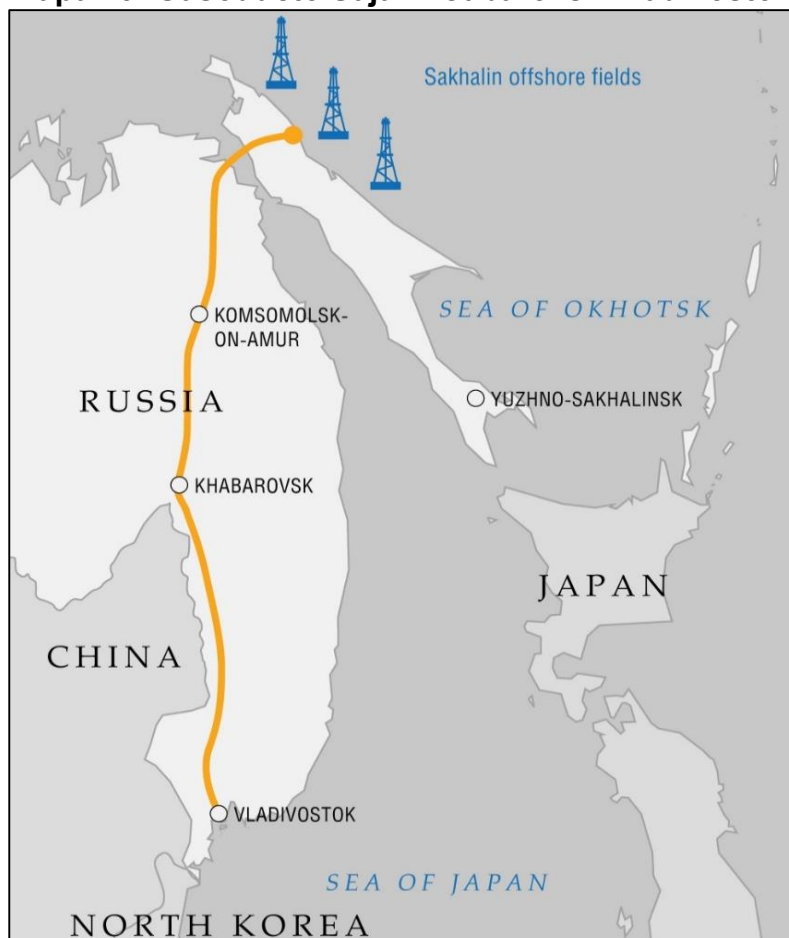 Sakhalin offshore fields
SEA OF OKHOTSK
KOMSOMOLSK-
ON-AMUR
RUSSIA
YUZHNO-SAKHALINSK
KHABAROVSK
JAPAN
CHINA
VLADIVOSTOK
SEA OF JAPAN
NORTH KOREA